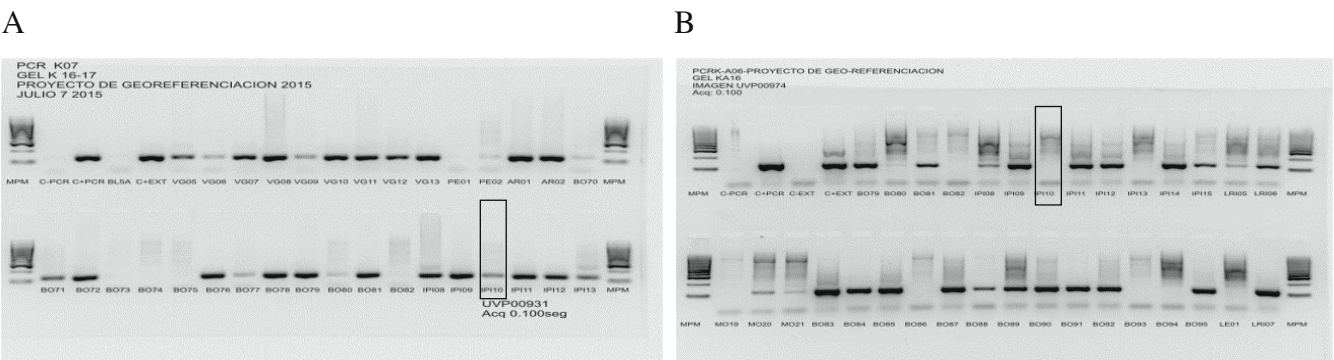 A
B
PCR K07
GEL K 16-17
PROYECTO DE GEOREFERENCIACION 2015
JULIO 7 2015
MPM C-PCR C+PCR BL5A C+EXT VG05 VG06 VG07 VG08 VG09 VG10 VG11 VG12 VG13 PE01 PE02 AR01 AR02 BO70 MPM
BO71 BO72 BO73 BO74 BO75 BO76 BO77 BO78 BO79 BO80 BO81 BO82 IPI08 IPI09 IPI10 IPI11 IPI12 IPI13 MPM
UVP00931
Acq 0.100seg
PCRK-A06-PROYECTO DE GEO-REFERENCIACION
GEL KA16
IMAGEN UVP00974
Acq: 0.100
MPM C-PCR C+PCR C-EXT C+EXT BO79 BO80 BO81 BO82 IPI08 IPI09 IPI10 IPI11 IPI12 IPI13 IPI14 IPI15 LRI05 LRI06 MPM
MPM MO19 MO20 MO21 BO83 BO84 BO85 BO86 BO87 BO88 BO89 BO90 BO91 BO92 BO93 BO94 BO95 LE01 LRI07 MPM